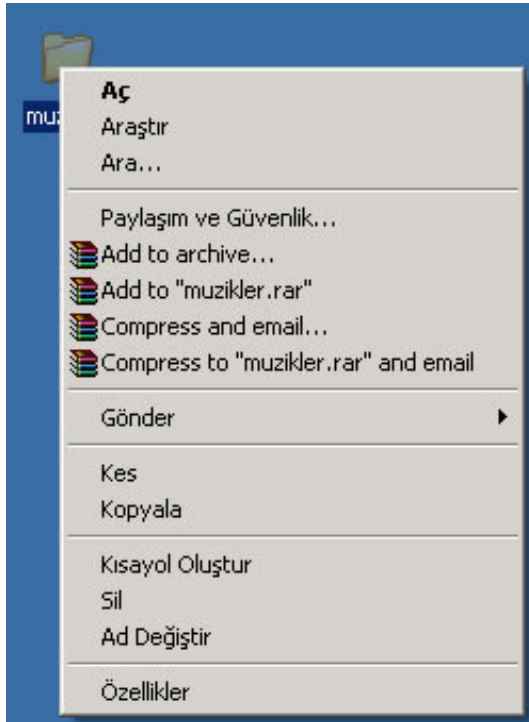 Aç
Araştır
Ara...
Paylaşım ve Güvenlik...
Add to archive...
Add to "muzikler.rar"
Compress and email...
Compress to "muzikler.rar" and email
Gönder
Kes
Kopyala
Kısayol Oluştur
Sil
Ad Değiştir
Özellikler